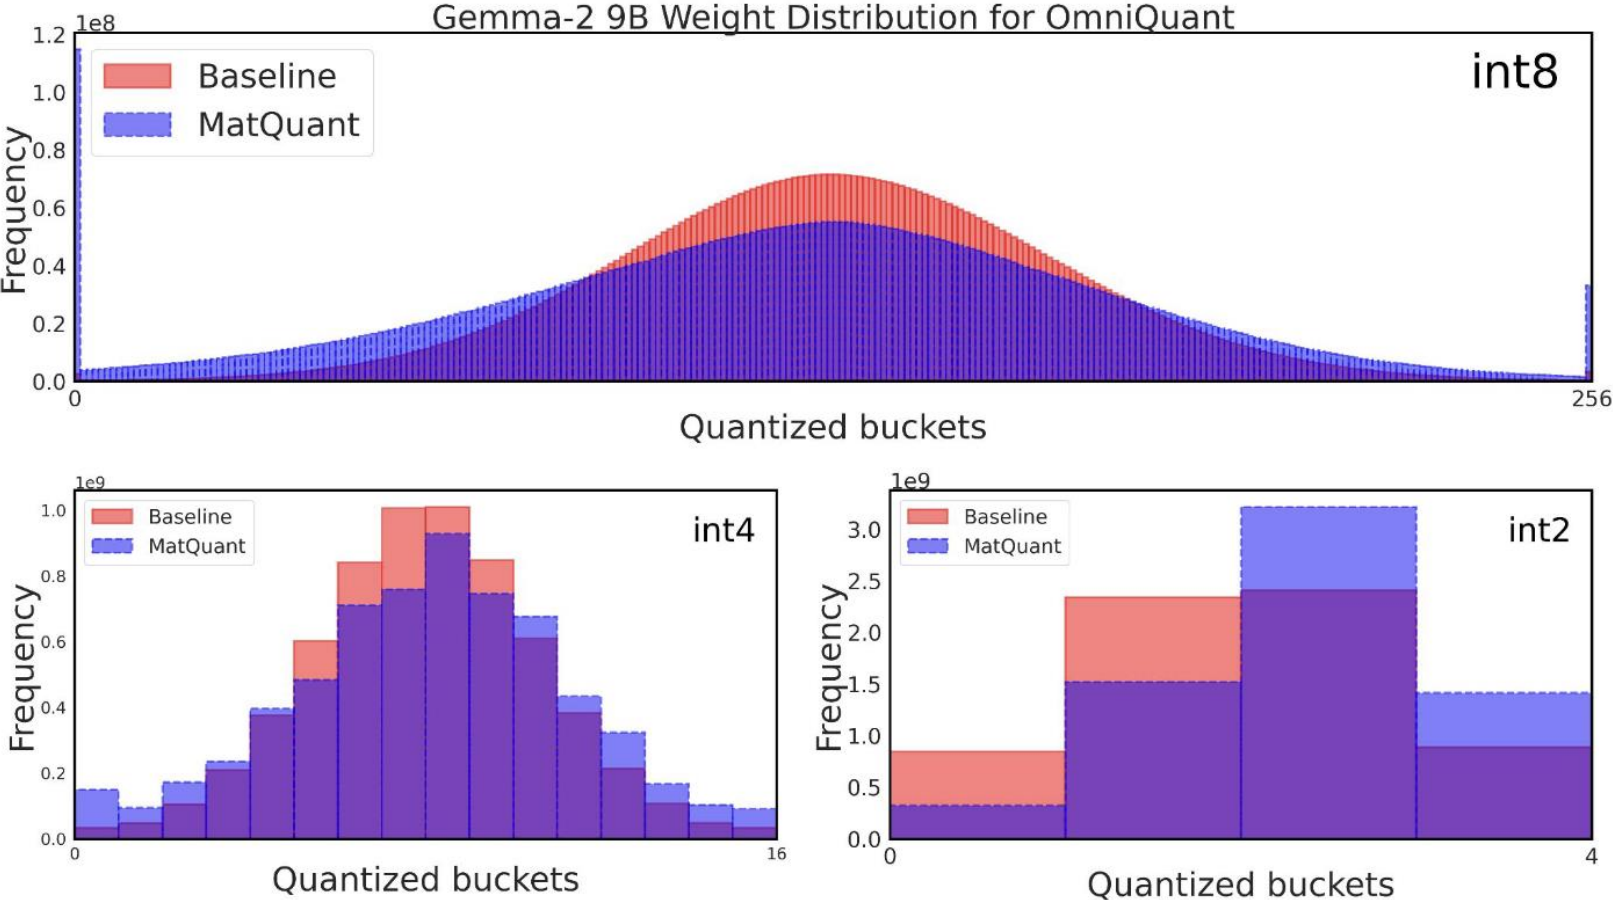 Gemma-2 9B Weight Distribution for OmniQuant
1e8
1.2
1.0
0.8
0.6
0.4
0.2
0.0
Frequency
Baseline
MatQuant
int8
0
256
Quantized buckets
1e9
1.0
0.8
0.6
0.4
0.2
0.0
Frequency
Baseline
MatQuant
int4
0
16
Quantized buckets
1e9
3.0
2.5
2.0
1.5
1.0
0.5
0.0
Frequency
Baseline
MatQuant
int2
0
4
Quantized buckets